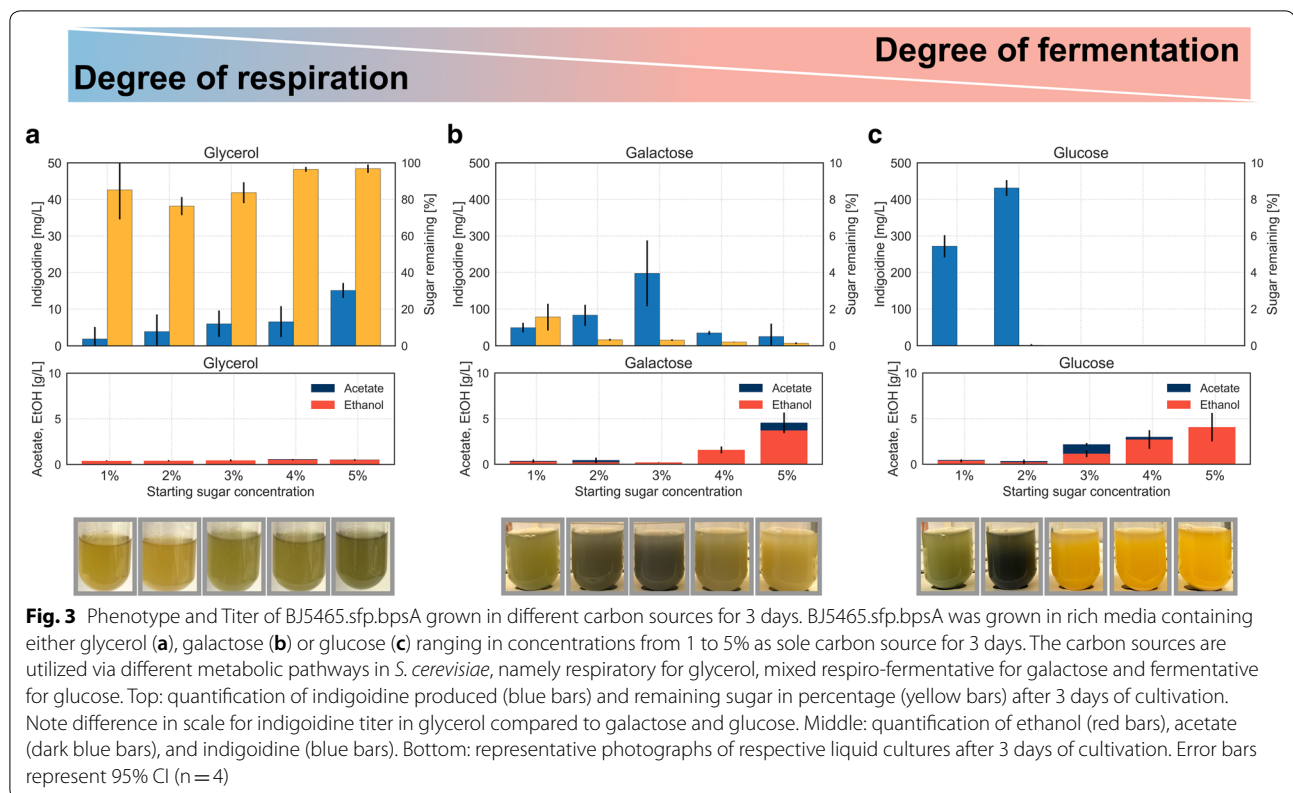 Degree of respiration
Degree of fermentation
a
Glycerol
Indigoidine [mg/L]
50
40
30
20
10
0
100
80
60
40
20
0
Sugar remaining [%]
Glycerol
Acetate, EtOH [g/L]
10
5
0
Acetate
Ethanol
1% 2% 3% 4% 5%
Starting sugar concentration
b
Galactose
Indigoidine [mg/L]
500
400
300
200
100
0
10
8
6
4
2
0
Sugar remaining [%]
Galactose
10
5
0
Acetate
Ethanol
1% 2% 3% 4% 5%
Starting sugar concentration
c
Glucose
Indigoidine [mg/L]
500
400
300
200
100
0
10
8
6
4
2
0
Sugar remaining [%]
Glucose
Acetate, EtOH [g/L]
10
5
0
Acetate
Ethanol
1% 2% 3% 4% 5%
Starting sugar concentration
Fig. 3 Phenotype and Titer of BJ5465.sfp.bpsA grown in different carbon sources for 3 days. BJ5465.sfp.bpsA was grown in rich media containing
either glycerol (a), galactose (b) or glucose (c) ranging in concentrations from 1 to 5% as sole carbon source for 3 days. The carbon sources are
utilized via different metabolic pathways in S. cerevisiae, namely respiratory for glycerol, mixed respiro-fermentative for galactose and fermentative
for glucose. Top: quantification of indigoidine produced (blue bars) and remaining sugar in percentage (yellow bars) after 3 days of cultivation.
Note difference in scale for indigoidine titer in glycerol compared to galactose and glucose. Middle: quantification of ethanol (red bars), acetate
(dark blue bars), and indigoidine (blue bars). Bottom: representative photographs of respective liquid cultures after 3 days of cultivation. Error bars
represent 95% CI (n = 4)